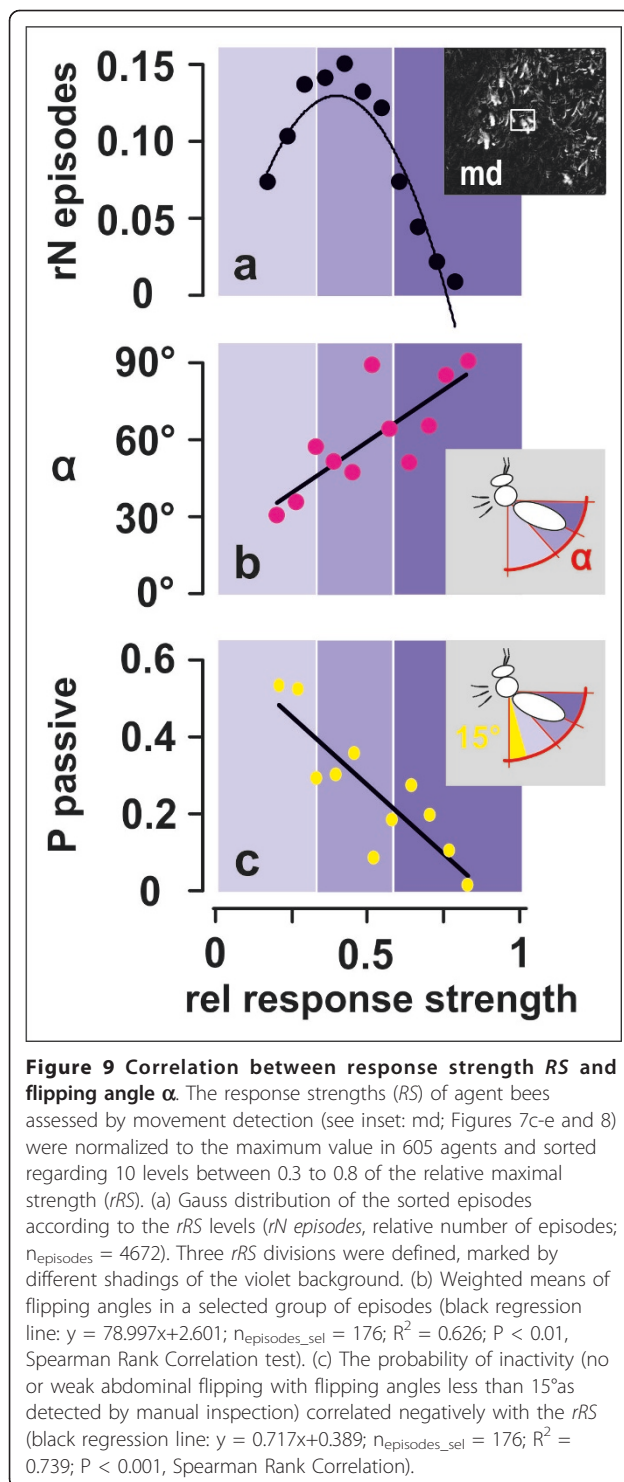 rN episodes
0.15
0.10
0.05
0
a
md
α
90°
60°
30°
0°
b
α
P passive
0.6
0.4
0.2
0
c
15°
0 0.5 1
rel response strength
Figure 9 Correlation between response strength RS and
flipping angle α. The response strengths (RS) of agent bees
assessed by movement detection (see inset: md; Figures 7c-e and 8)
were normalized to the maximum value in 605 agents and sorted
regarding 10 levels between 0.3 to 0.8 of the relative maximal
strength (rRS). (a) Gauss distribution of the sorted episodes
according to the rRS levels (rN episodes, relative number of episodes;
n_episodes = 4672). Three rRS divisions were defined, marked by
different shadings of the violet background. (b) Weighted means of
flipping angles in a selected group of episodes (black regression
line: y = 78.997x+2.601; n_episodes_sel = 176; R² = 0.626; P < 0.01,
Spearman Rank Correlation test). (c) The probability of inactivity (no
or weak abdominal flipping with flipping angles less than 15°as
detected by manual inspection) correlated negatively with the rRS
(black regression line: y = 0.717x+0.389; n_episodes_sel = 176; R² =
0.739; P < 0.001, Spearman Rank Correlation).